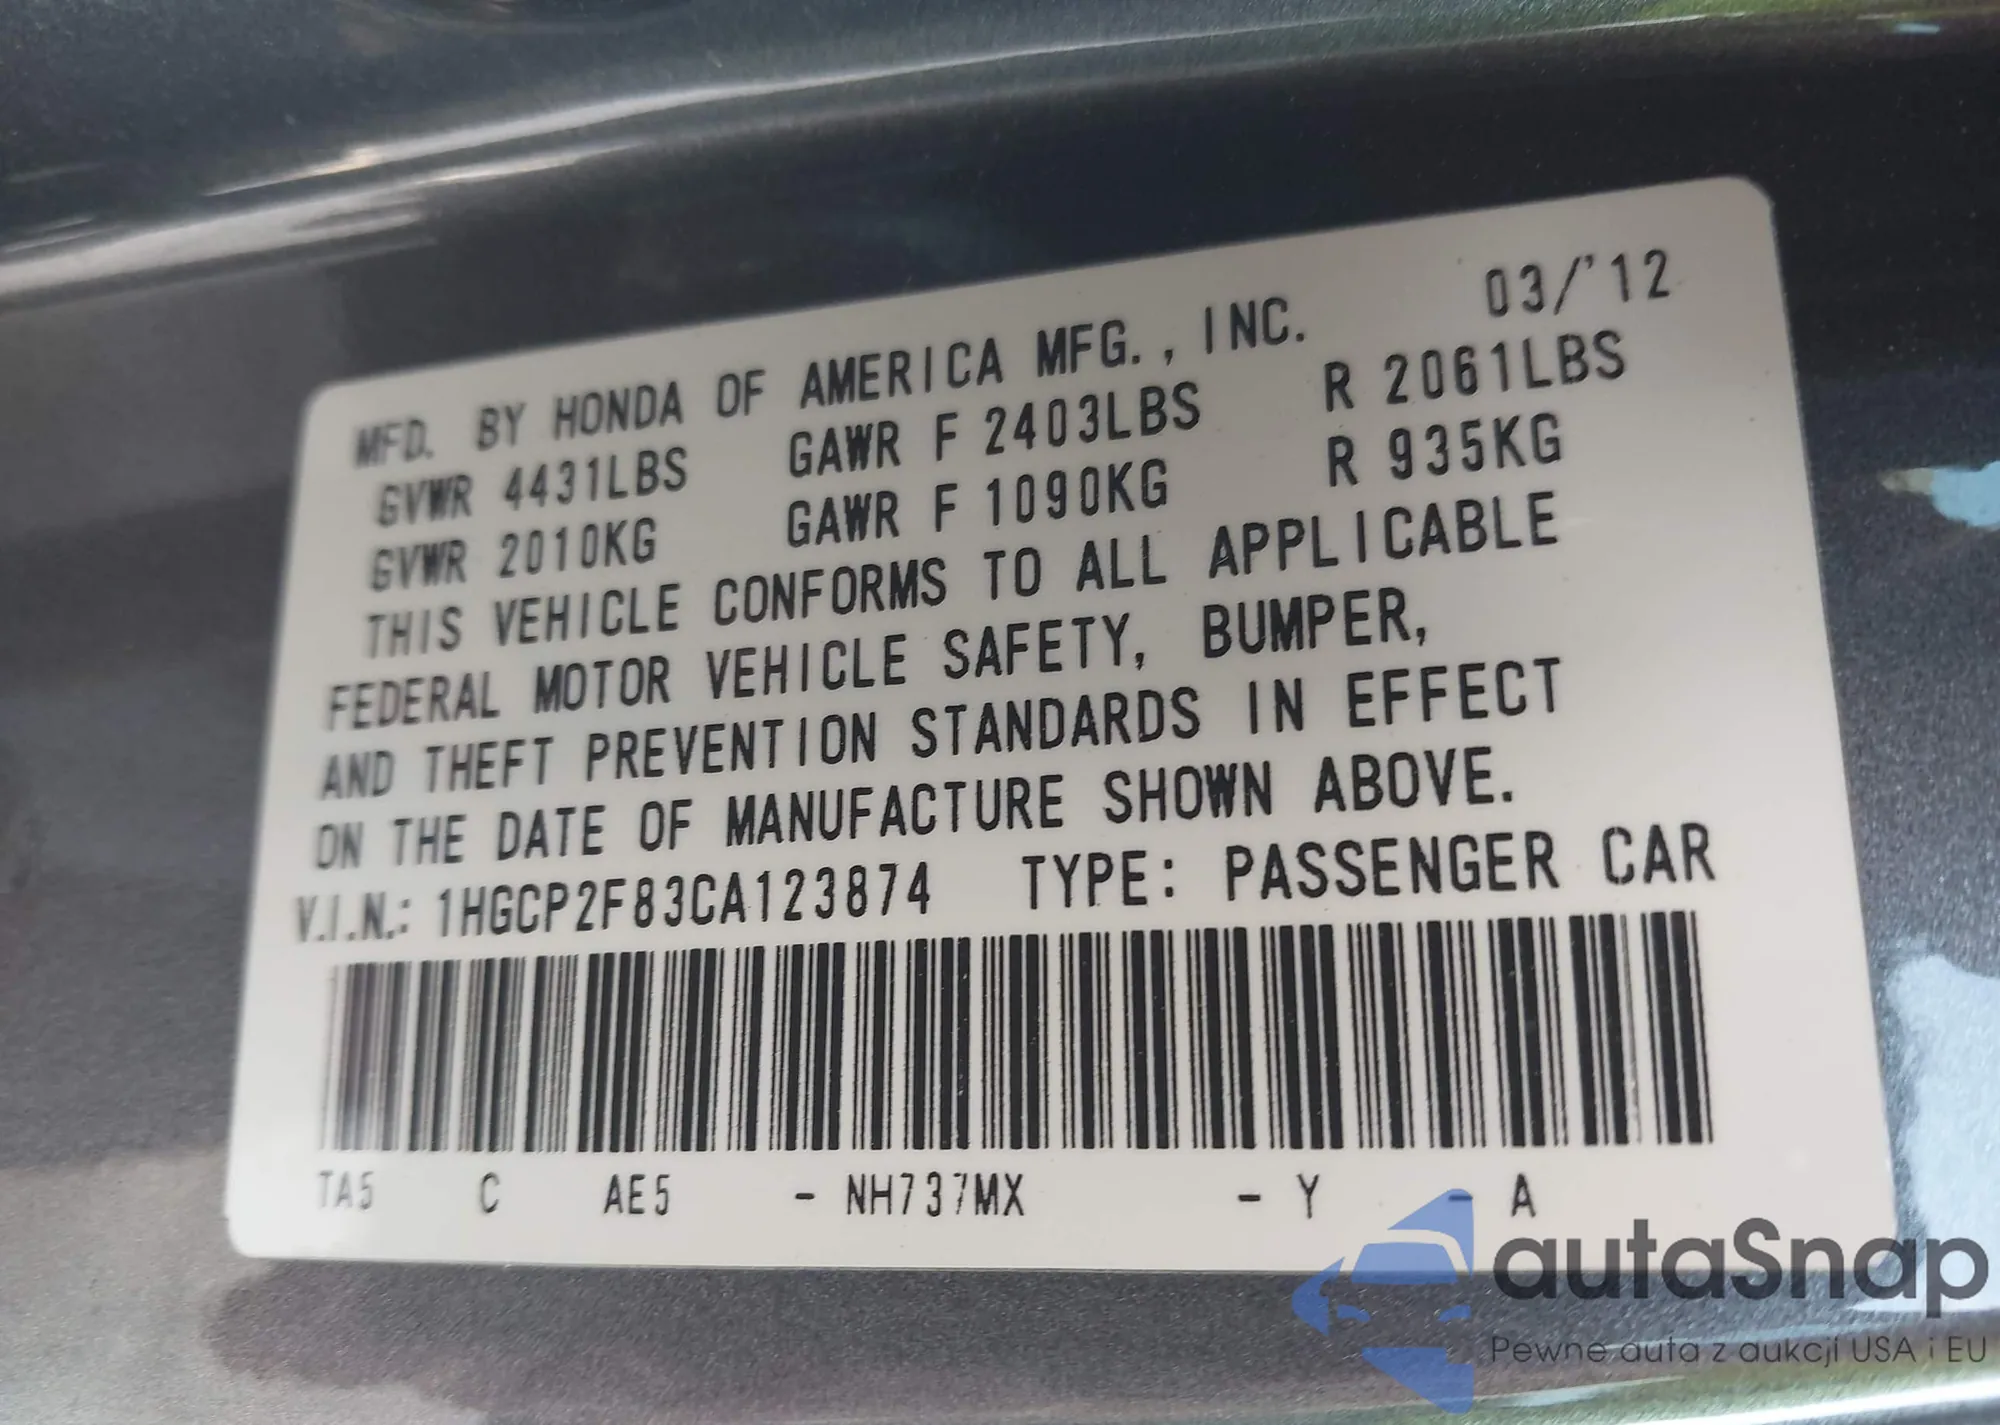 03/'12
MFD. BY HONDA OF AMERICA MFG., INC.
GVWR 4431LBS GAWR F 2403LBS R 2061LBS
GVWR 2010KG GAWR F 1090KG R 935KG
THIS VEHICLE CONFORMS TO ALL APPLICABLE
FEDERAL MOTOR VEHICLE SAFETY, BUMPER,
AND THEFT PREVENTION STANDARDS IN EFFECT
ON THE DATE OF MANUFACTURE SHOWN ABOVE.
V.I.N.: 1HGCP2F83CA123874 TYPE: PASSENGER CAR
TA5 C AE5 - NH737MX - Y - A
autaSnap
Pewne auta z aukcji USA i EU